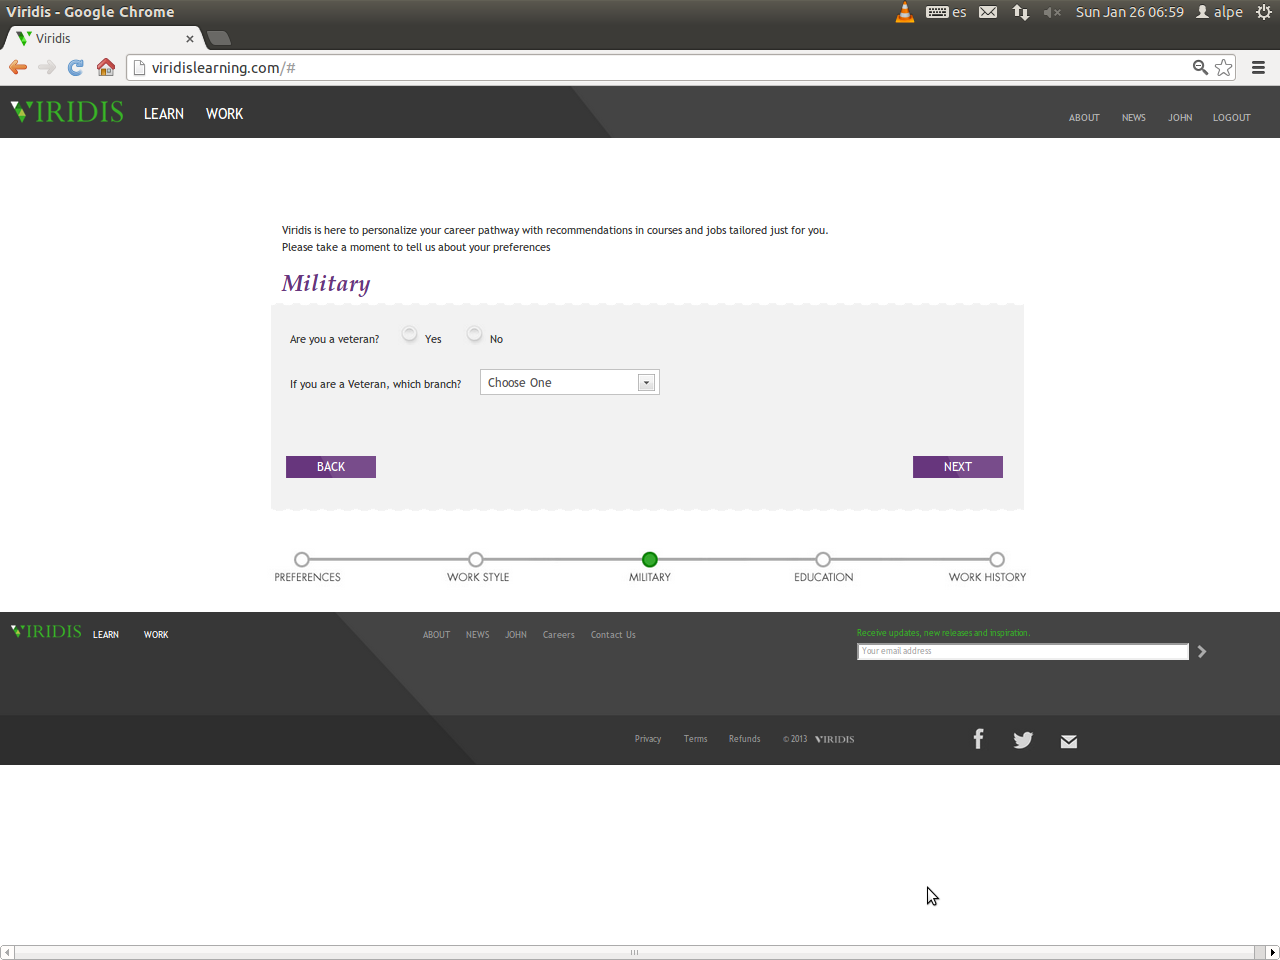 Viridis - Google Chrome
es
Sun Jan 26 06:59
alpe
Viridis
viridislearning.com/#
VIRIDIS
LEARN
WORK
ABOUT
NEWS
JOHN
LOGOUT
Viridis is here to personalize your career pathway with recommendations in courses and jobs tailored just for you.
Please take a moment to tell us about your preferences
Military
Are you a veteran?
Yes
No
If you are a Veteran, which branch?
Choose One
BACK
NEXT
PREFERENCES
WORK STYLE
MILITARY
EDUCATION
WORK HISTORY
VIRIDIS
LEARN
WORK
ABOUT
NEWS
JOHN
Careers
Contact Us
Receive updates, new releases and inspiration.
Your email address
Privacy
Terms
Refunds
© 2013
VIRIDIS